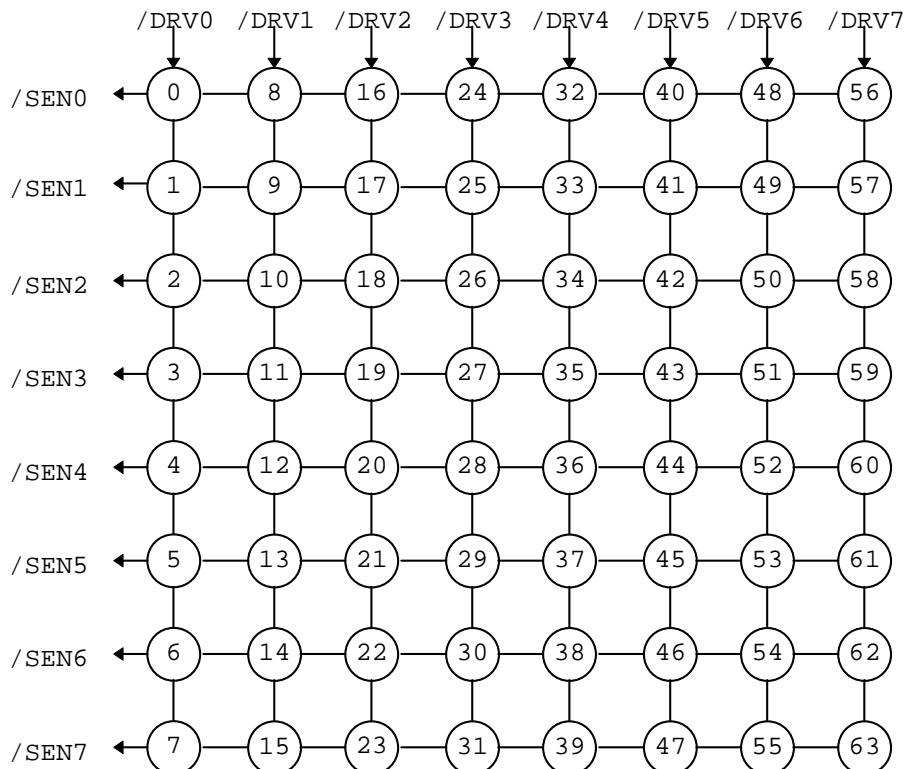 /DRV0 /DRV1 /DRV2 /DRV3 /DRV4 /DRV5 /DRV6 /DRV7
/SEN0 0 8 16 24 32 40 48 56
/SEN1 1 9 17 25 33 41 49 57
/SEN2 2 10 18 26 34 42 50 58
/SEN3 3 11 19 27 35 43 51 59
/SEN4 4 12 20 28 36 44 52 60
/SEN5 5 13 21 29 37 45 53 61
/SEN6 6 14 22 30 38 46 54 62
/SEN7 7 15 23 31 39 47 55 63